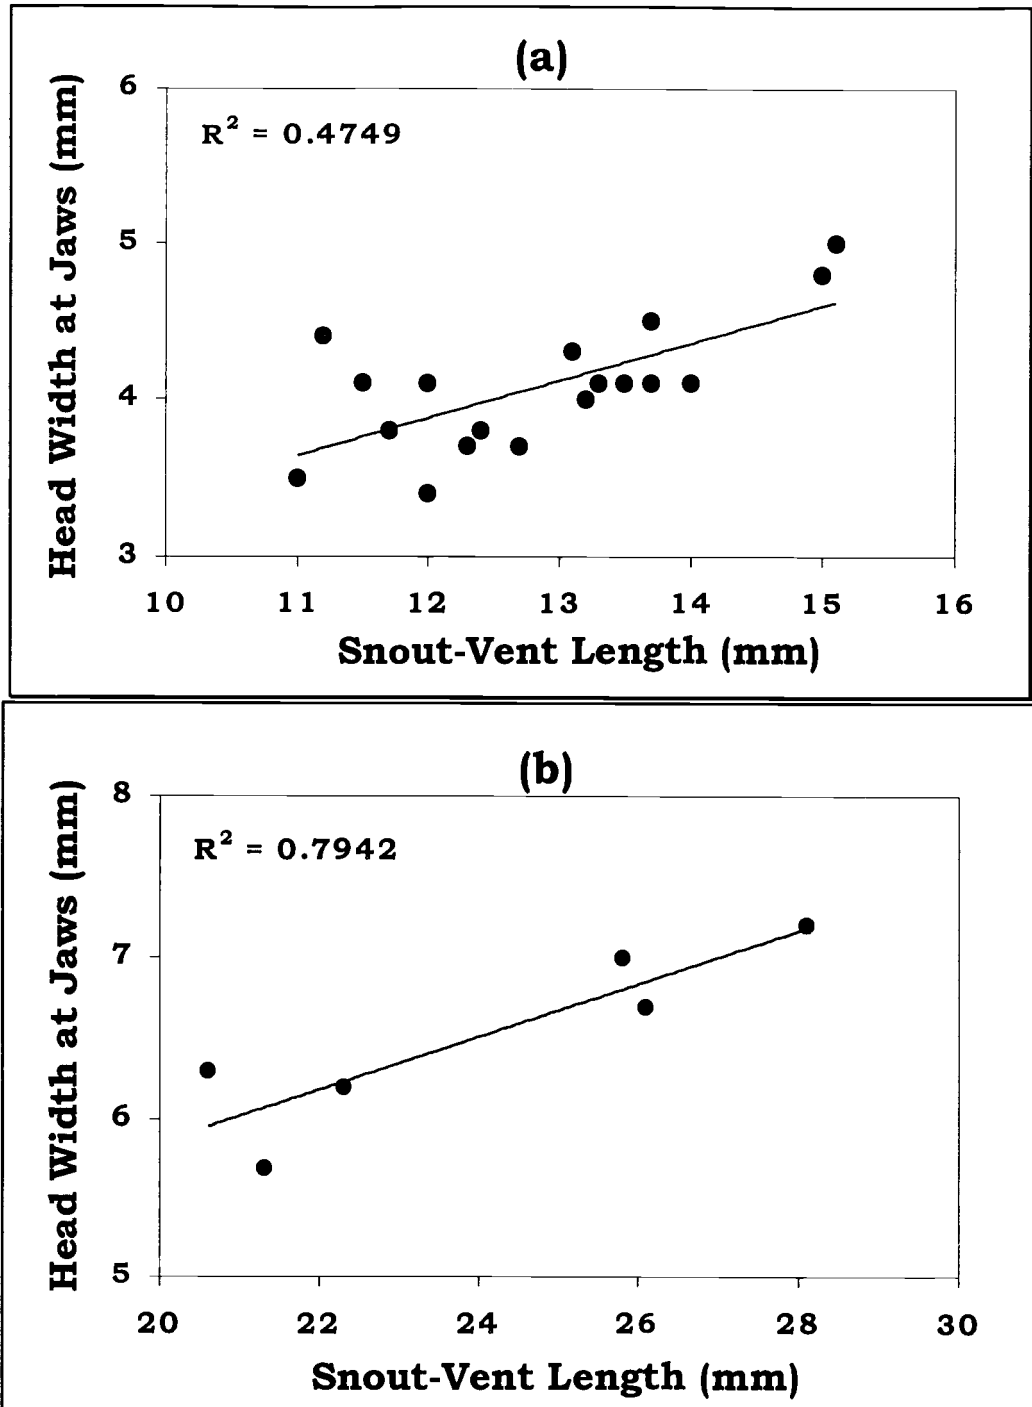 (a)
Head Width at Jaws (mm)
6
5
4
3
R² = 0.4749
10 11 12 13 14 15 16
Snout-Vent Length (mm)
(b)
Head Width at Jaws (mm)
8
7
6
5
R² = 0.7942
20 22 24 26 28 30
Snout-Vent Length (mm)